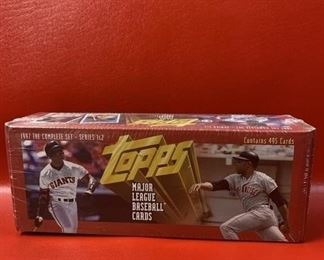 1997 THE COMPLETE SET - SERIES 1&2
Contains 495 Cards
TOPPS
MAJOR
LEAGUE
BASEBALL
CARDS
GIANTS